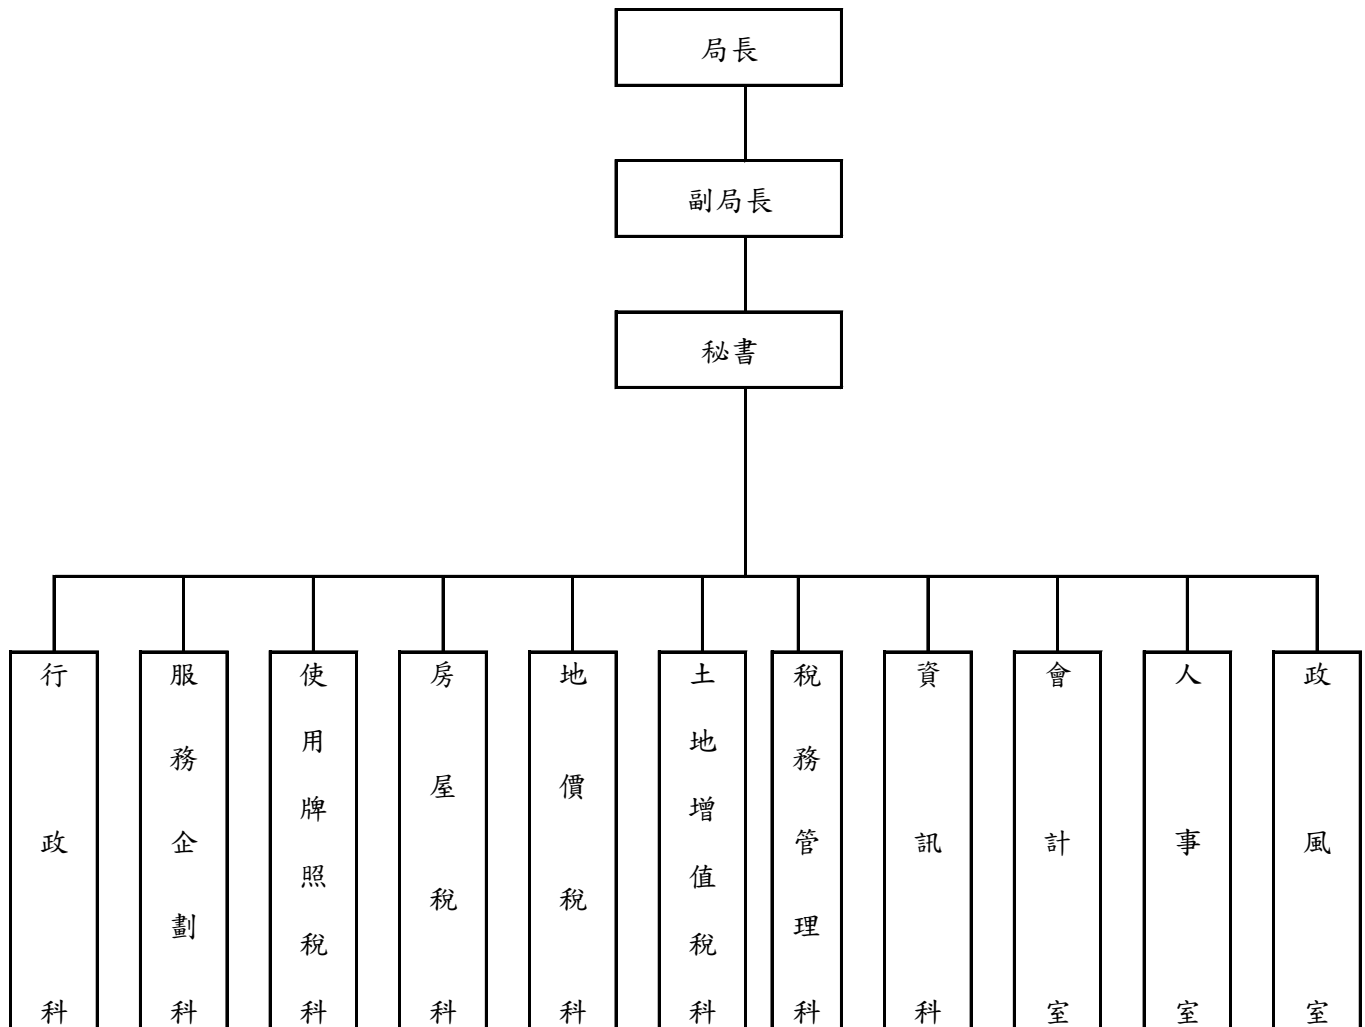 局長
副局長
秘書
行政科
服務企劃科
使用牌照稅科
房屋稅科
地價稅科
土地增值稅科
稅務管理科
資訊科
會計室
人事室
政風室